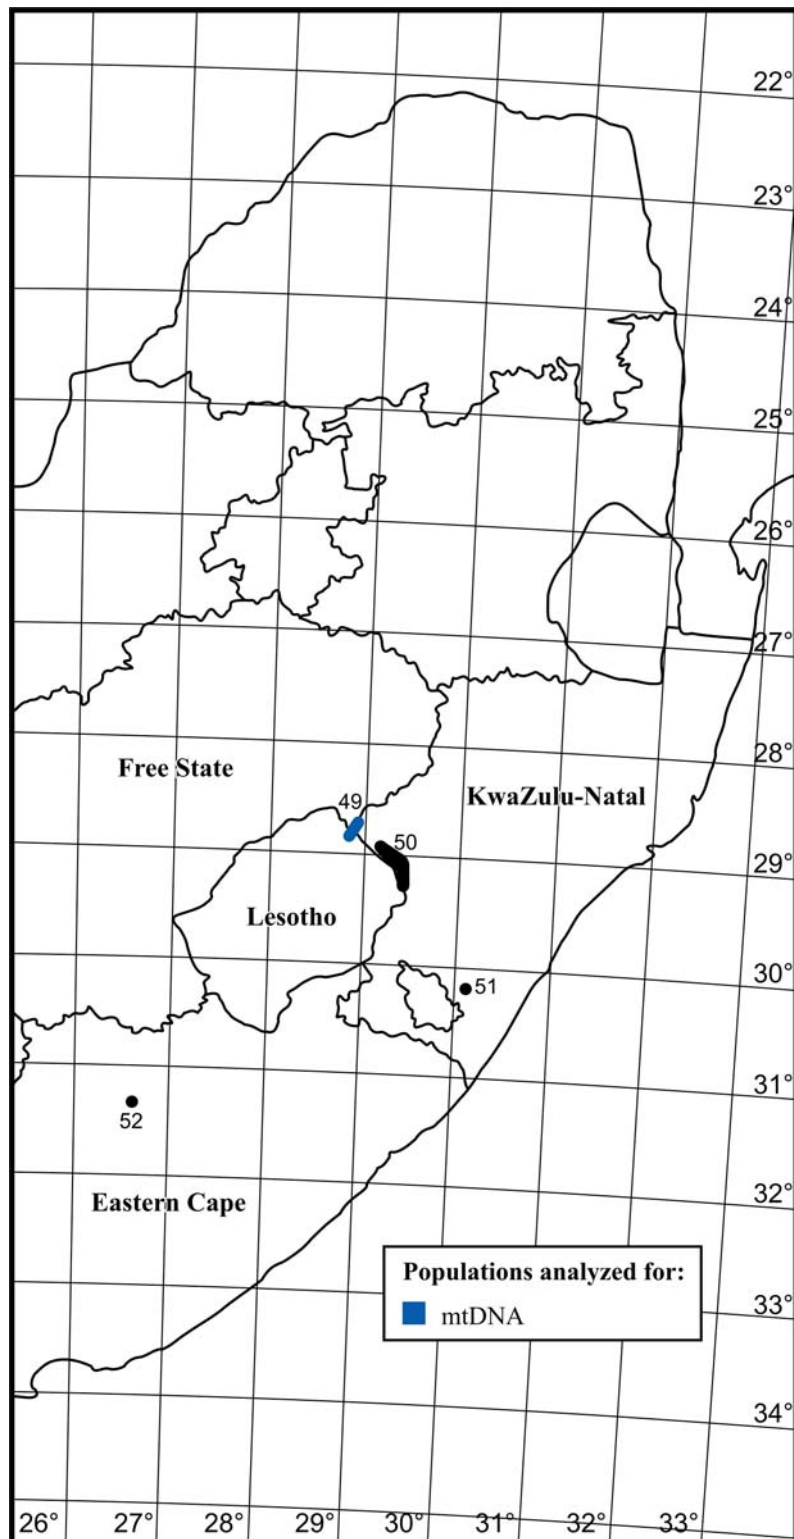 22°
23°
24°
25°
26°
27°
28°
Free State
KwaZulu-Natal
49
50
29°
Lesotho
30°
51
31°
52
32°
Eastern Cape
Populations analyzed for:
mtDNA
33°
34°
26° 27° 28° 29° 30° 31° 32° 33°